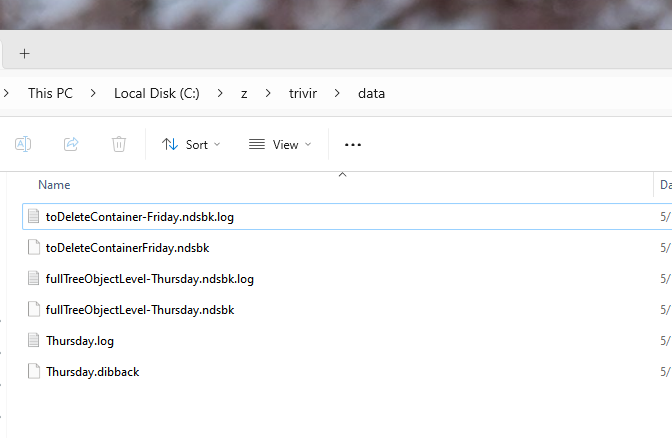 This PC > Local Disk (C:) > z > trivir > data
Sort View
Name Da
toDeleteContainer-Friday.ndsbk.log 5/
toDeleteContainerFriday.ndsbk 5/
fullTreeObjectLevel-Thursday.ndsbk.log 5/
fullTreeObjectLevel-Thursday.ndsbk 5/
Thursday.log 5/
Thursday.dibback 5/